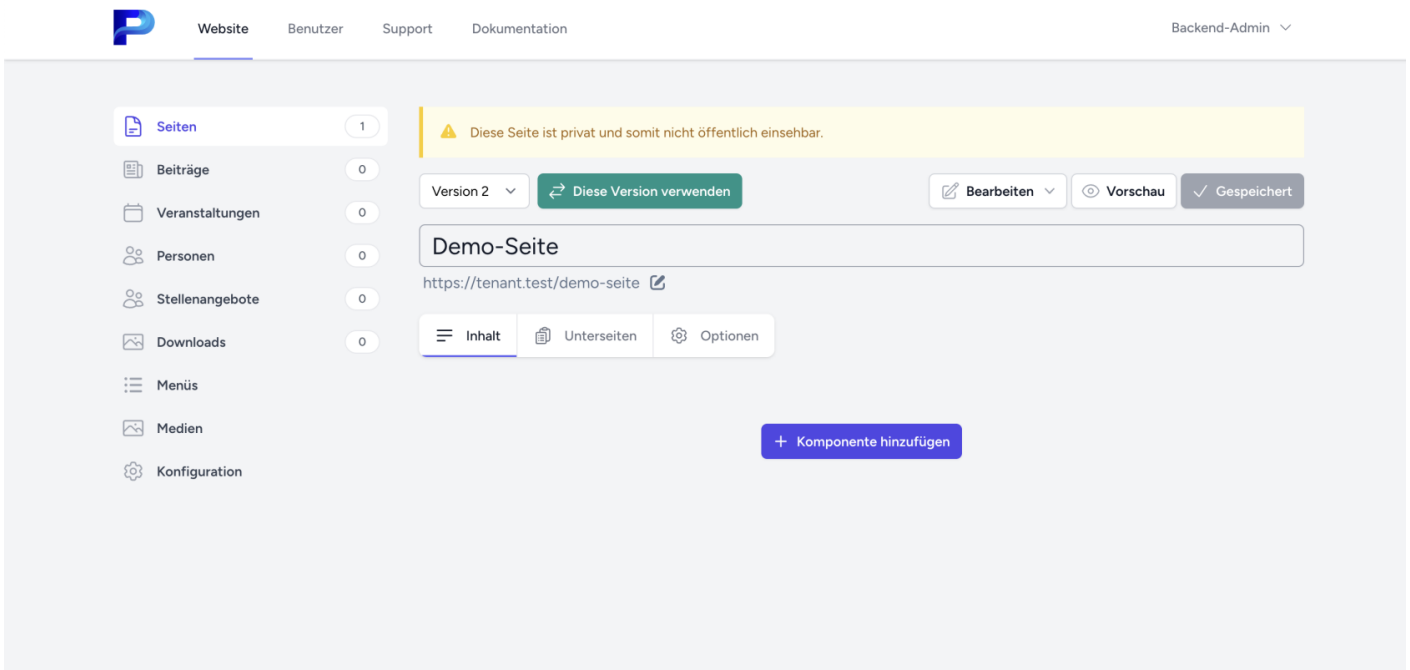 Website Benutzer Support Dokumentation Backend-Admin
Seiten 1
Beiträge 0
Veranstaltungen 0
Personen 0
Stellenangebote 0
Downloads 0
Menüs
Medien
Konfiguration
Diese Seite ist privat und somit nicht öffentlich einsehbar.
Version 2 Diese Version verwenden Bearbeiten Vorschau Gespeichert
Demo-Seite
https://tenant.test/demo-seite
Inhalt Unterseiten Optionen
Komponente hinzufügen